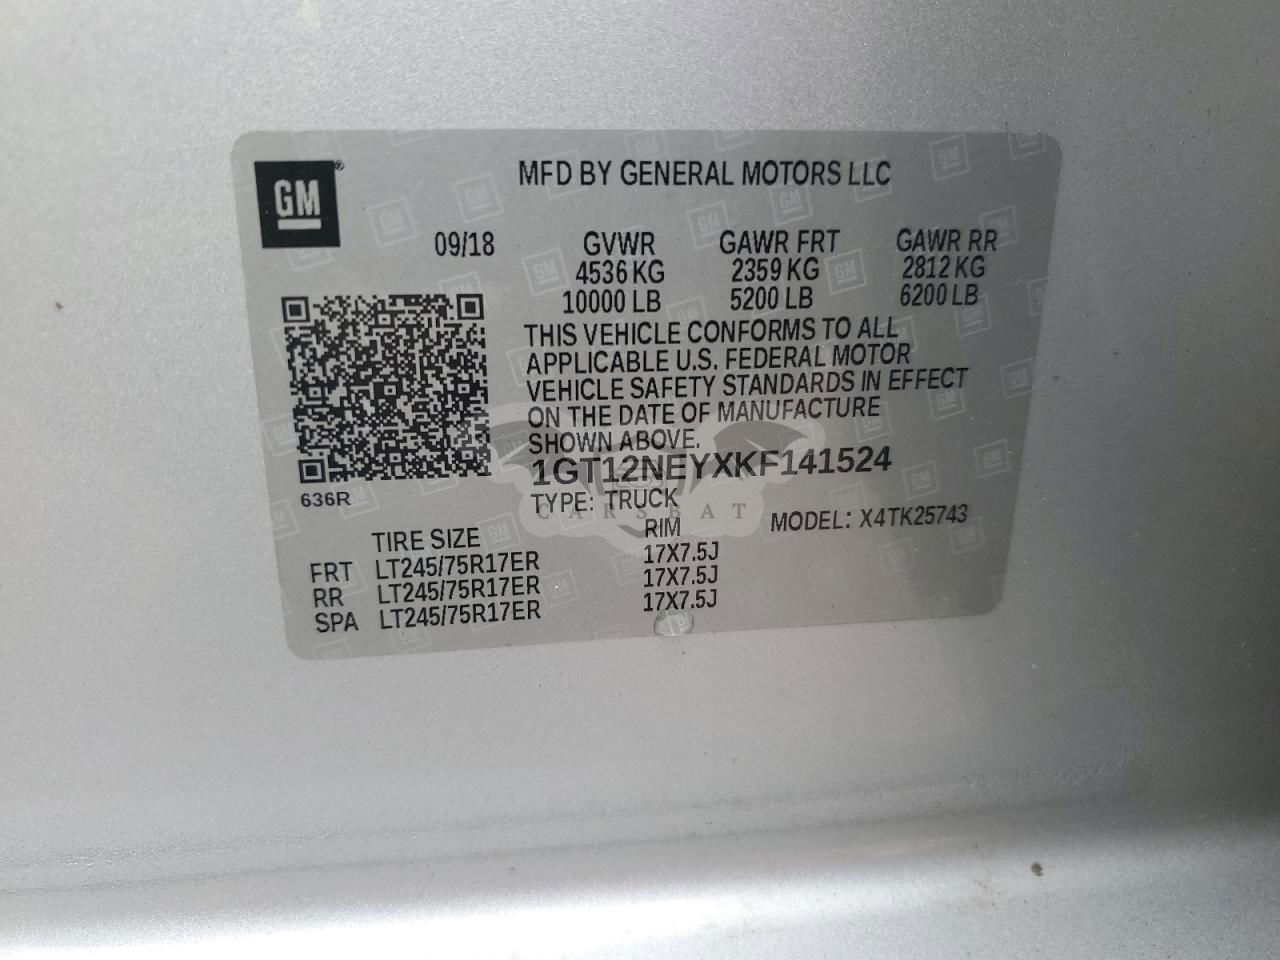 GM®
MFD BY GENERAL MOTORS LLC
09/18 GVWR GAWR FRT GAWR RR
4536 KG 2359 KG 2812 KG
10000 LB 5200 LB 6200 LB
THIS VEHICLE CONFORMS TO ALL
APPLICABLE U.S. FEDERAL MOTOR
VEHICLE SAFETY STANDARDS IN EFFECT
ON THE DATE OF MANUFACTURE
SHOWN ABOVE.
1GT12NEYXKF141524
636R
TYPE: TRUCK
CARSBAT
MODEL: X4TK25743
TIRE SIZE RIM
FRT LT245/75R17ER 17X7.5J
RR LT245/75R17ER 17X7.5J
SPA LT245/75R17ER 17X7.5J